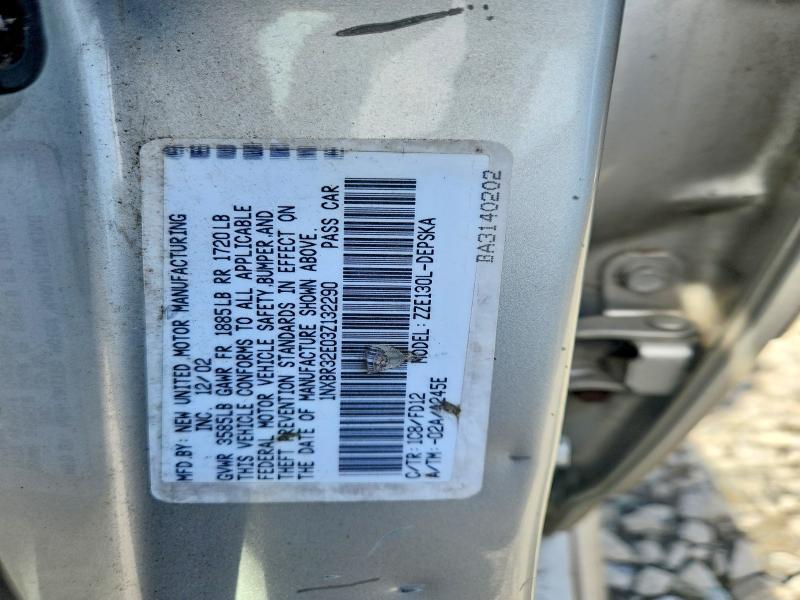 MFD.BY: NEW UNITED MOTOR MANUFACTURING
INC. 12/02
GVWR 3585LB GAWR FR 1885LB RR 1720LB
THIS VEHICLE CONFORMS TO ALL APPLICABLE
FEDERAL MOTOR VEHICLE SAFETY,BUMPER,AND
THEFT PREVENTION STANDARDS IN EFFECT ON
THE DATE OF MANUFACTURE SHOWN ABOVE.
1NXBR32E03Z132290 PASS CAR
C/TR: 1C8/FD12 MODEL: ZZE130L-DEPSKA
A/TM: -02A/A245E
BA3140202